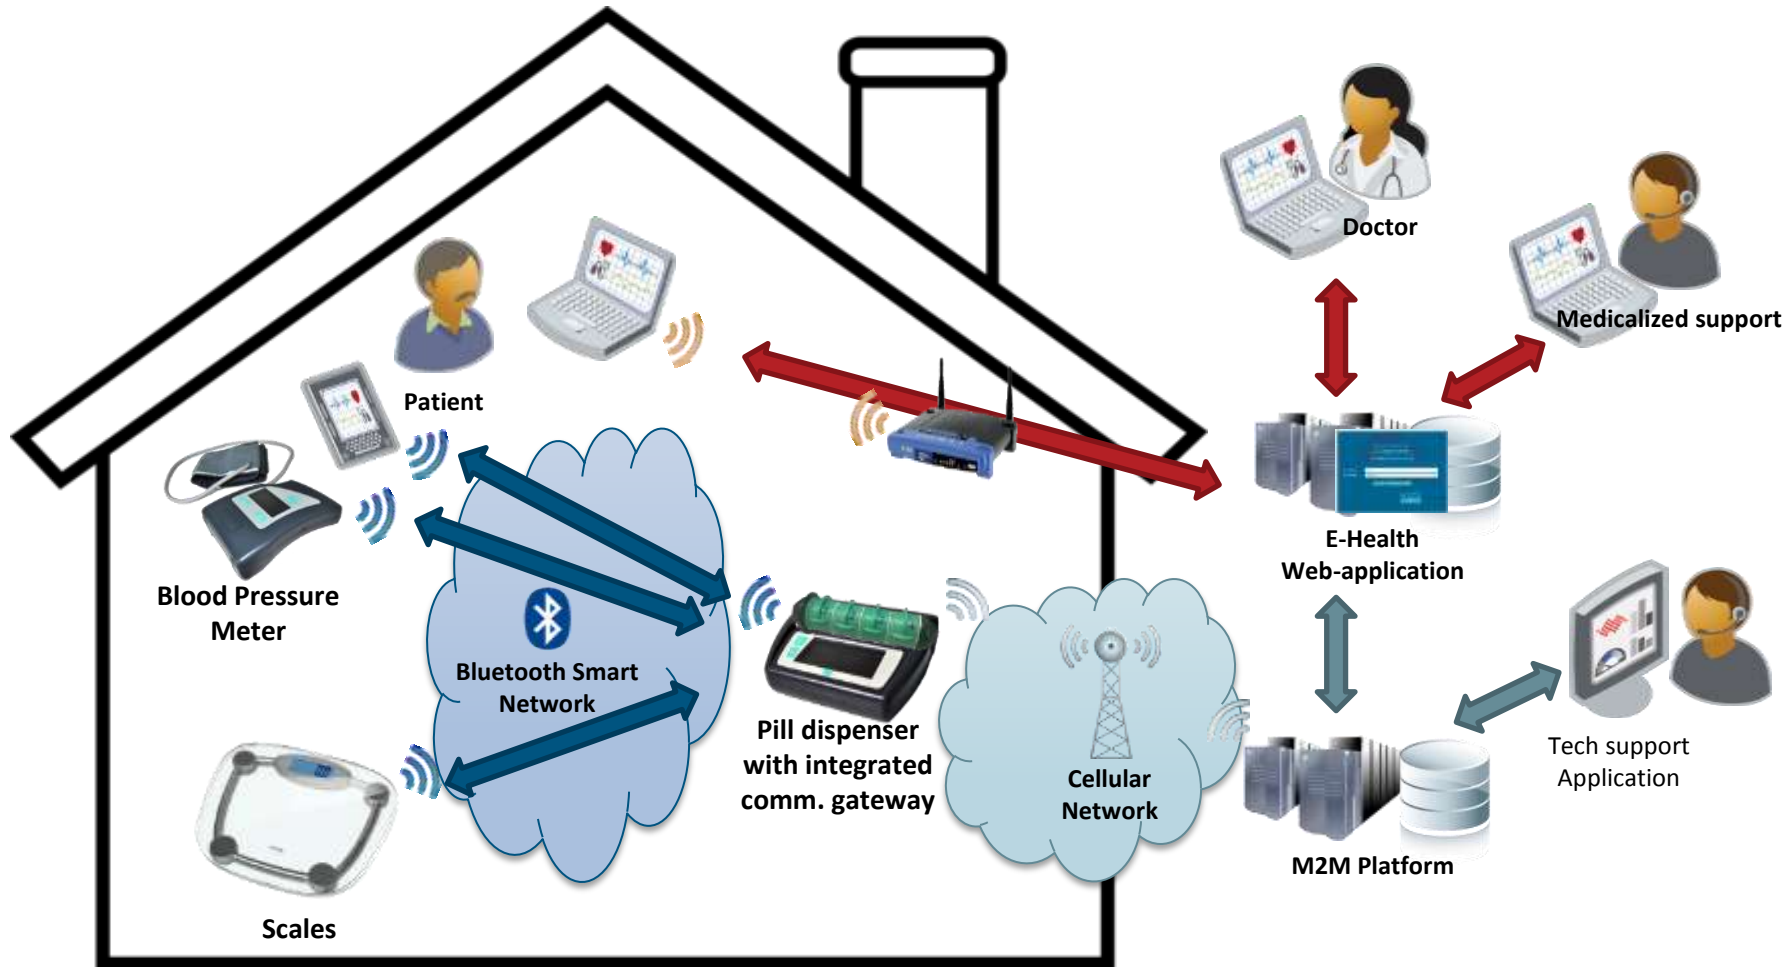 Doctor
Medicalized support
Patient
E-Health
Web-application
Blood Pressure
Meter
Bluetooth Smart
Network
Pill dispenser
with integrated
comm. gateway
Cellular
Network
Tech support
Application
M2M Platform
Scales